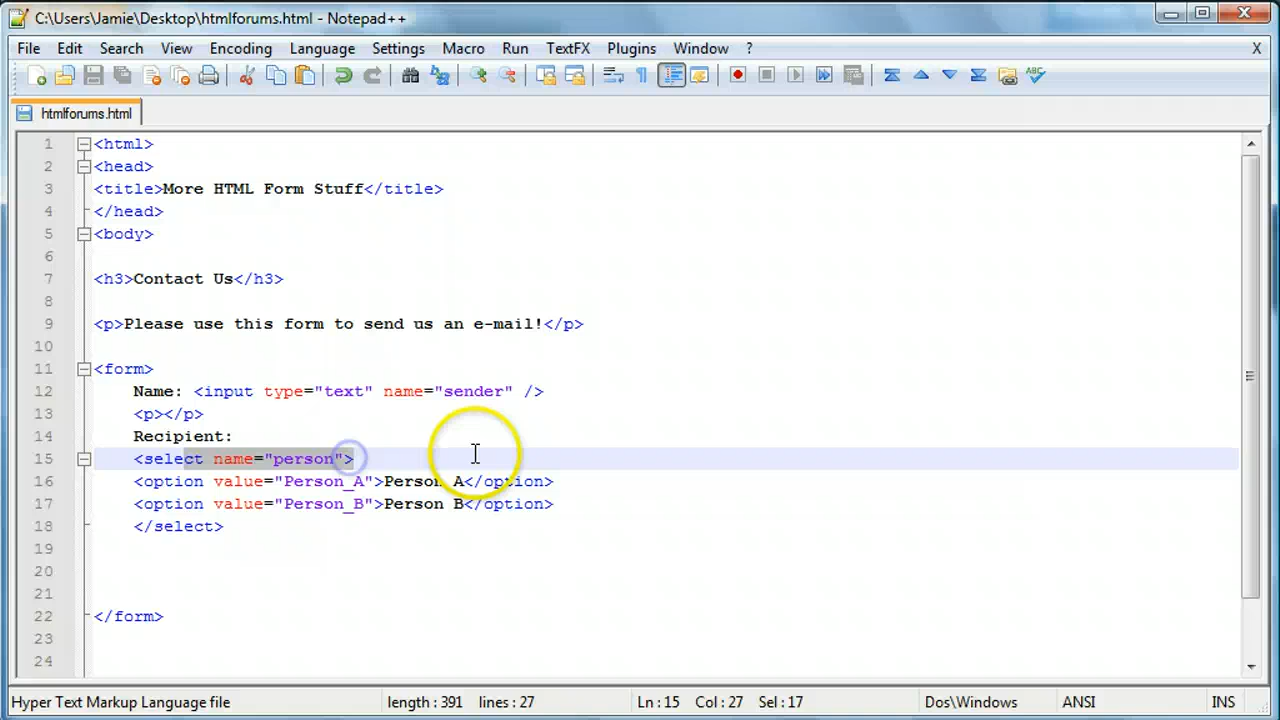 C:\Users\Jamie\Desktop\htmlforums.html - Notepad++
File Edit Search View Encoding Language Settings Macro Run TextFX Plugins Window ? X
ABC
htmlforums.html
1 <html>
2 <head>
3 <title>More HTML Form Stuff</title>
4 </head>
5 <body>
6
7 <h3>Contact Us</h3>
8
9 <p>Please use this form to send us an e-mail!</p>
10
11 <form>
12 Name: <input type="text" name="sender" />
13 <p></p>
14 Recipient:
15 <select name="person">
16 <option value="Person_A">Person A</option>
17 <option value="Person_B">Person B</option>
18 </select>
19
20
21
22 </form>
23
24
Hyper Text Markup Language file length : 391 lines : 27 Ln : 15 Col : 27 Sel : 17 Dos\Windows ANSI INS